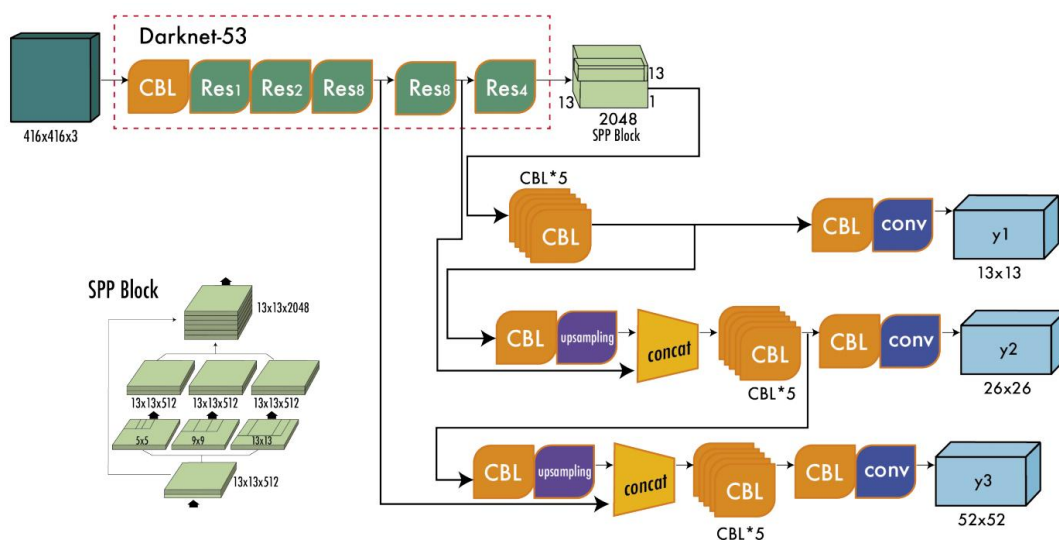 Darknet-53
CBL
Res1
Res2
Res8
Res8
Res4
416x416x3
13
13
1
2048
SPP Block
CBL*5
CBL
CBL
conv
y1
13x13
SPP Block
13x13x2048
13x13x512
13x13x512
13x13x512
5x5
9x9
13x13
13x13x512
CBL
upsampling
concat
CBL
CBL*5
CBL
conv
y2
26x26
CBL
upsampling
concat
CBL
CBL*5
CBL
conv
y3
52x52